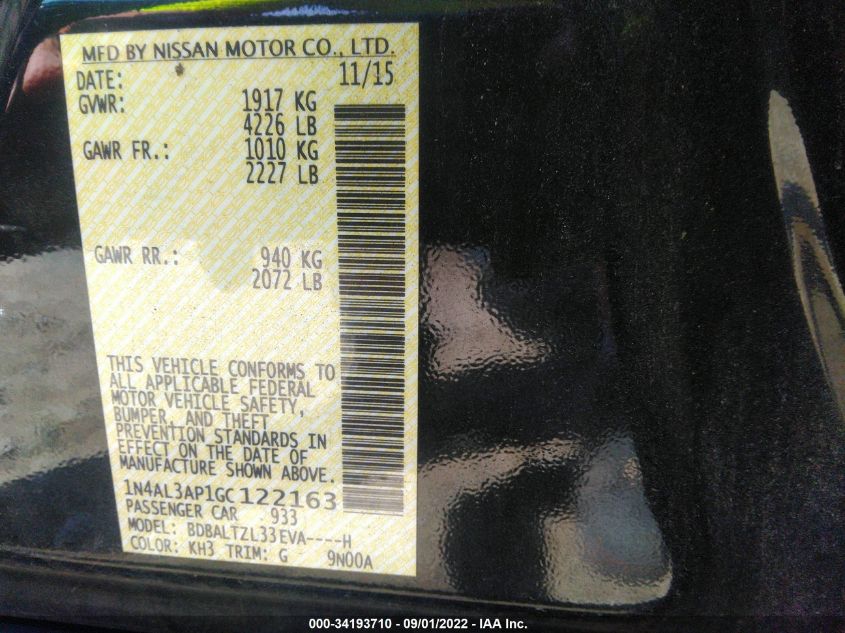 MFD BY NISSAN MOTOR CO., LTD.
DATE: 11/15
GVWR: 1917 KG
4226 LB
GAWR FR.: 1010 KG
2227 LB
GAWR RR.: 940 KG
2072 LB
THIS VEHICLE CONFORMS TO
ALL APPLICABLE FEDERAL
MOTOR VEHICLE SAFETY,
BUMPER, AND THEFT
PREVENTION STANDARDS IN
EFFECT ON THE DATE OF
MANUFACTURE SHOWN ABOVE.
1N4AL3AP1GC122163
PASSENGER CAR 933
MODEL: BDBALTZL33EVA----H
COLOR: KH3 TRIM: G 9N00A
000-34193710 - 09/01/2022 - IAA Inc.